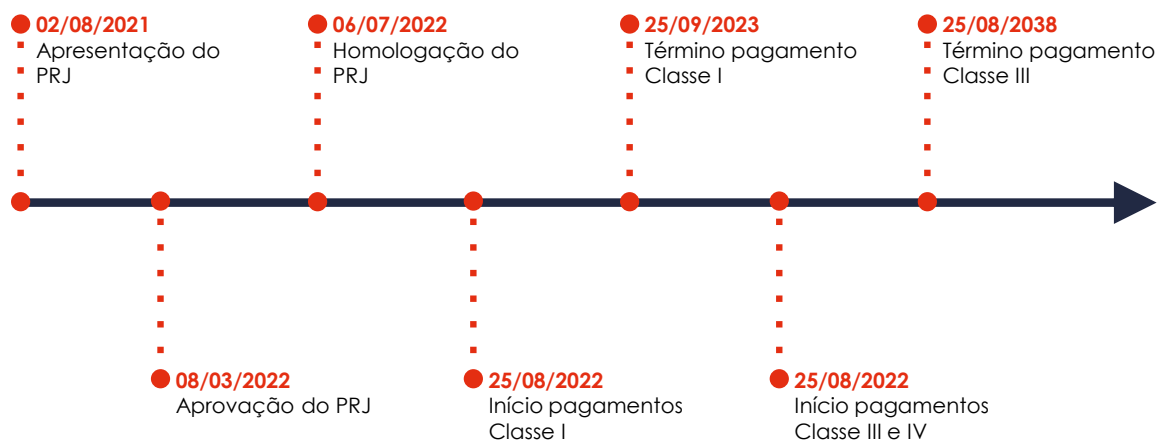 02/08/2021
Apresentação do
PRJ
06/07/2022
Homologação do
PRJ
25/09/2023
Término pagamento
Classe I
25/08/2038
Término pagamento
Classe III
08/03/2022
Aprovação do PRJ
25/08/2022
Início pagamentos
Classe I
25/08/2022
Início pagamentos
Classe III e IV